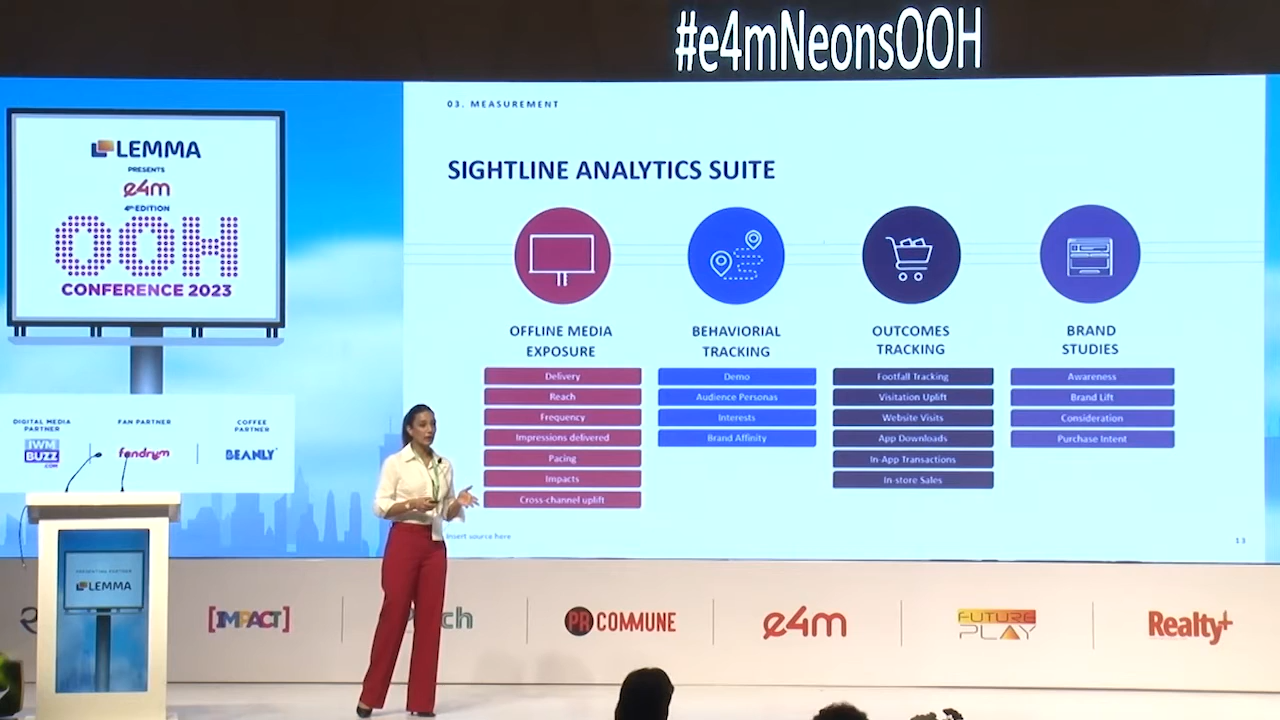 #e4mNeonsOOH
LEMMA
PRESENTS
e4m
4th EDITION
OOH
CONFERENCE 2023
DIGITAL MEDIA
PARTNER
IWM
BUZZ
.COM
FAN PARTNER
fandrum
COFFEE
PARTNER
BEANLY
03. MEASUREMENT
SIGHTLINE ANALYTICS SUITE
OFFLINE MEDIA
EXPOSURE
Delivery
Reach
Frequency
Impressions delivered
Pacing
Impacts
Cross-channel uplift
BEHAVIORIAL
TRACKING
Demo
Audience Personas
Interests
Brand Affinity
OUTCOMES
TRACKING
Footfall Tracking
Visitation Uplift
Website Visits
App Downloads
In-App Transactions
In-store Sales
BRAND
STUDIES
Awareness
Brand Lift
Consideration
Purchase Intent
Insert source here
13
PRESENTING PARTNER
LEMMA
[IMPACT]
PR COMMUNE
e4m
FUTURE
PLAY
Realty+